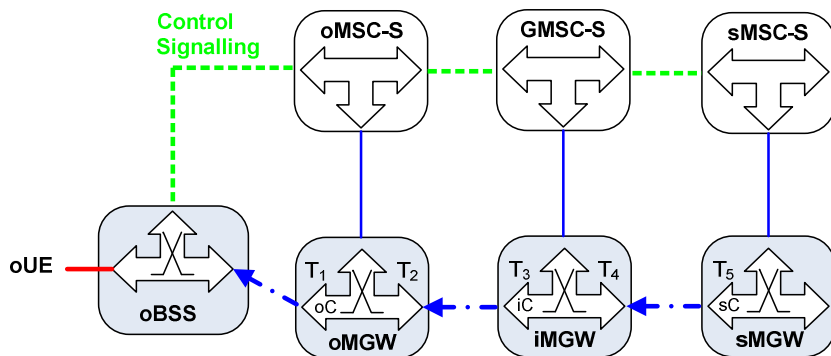 Control
Signalling
oMSC-S
GMSC-S
sMSC-S
oUE
oBSS
T1
T2
oC
oMGW
T3
T4
iC
iMGW
T5
sC
sMGW